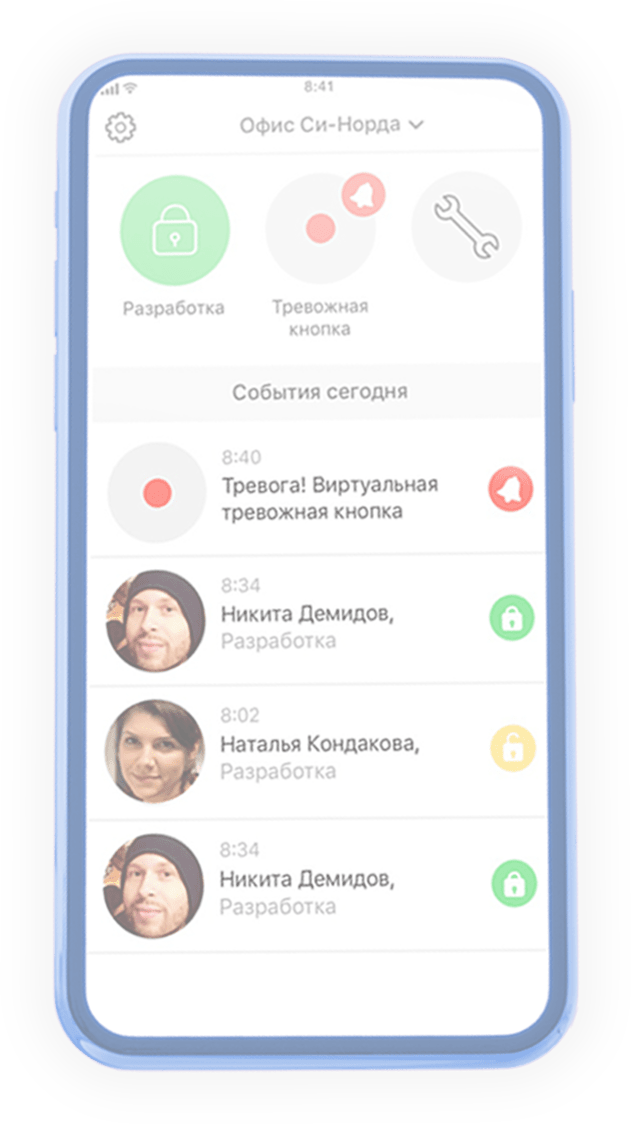 8:41
Офис Си-Норда
Разработка
Тревожная
кнопка
События сегодня
8:40
Тревога! Виртуальная
тревожная кнопка
8:34
Никита Демидов,
Разработка
8:02
Наталья Кондакова,
Разработка
8:34
Никита Демидов,
Разработка